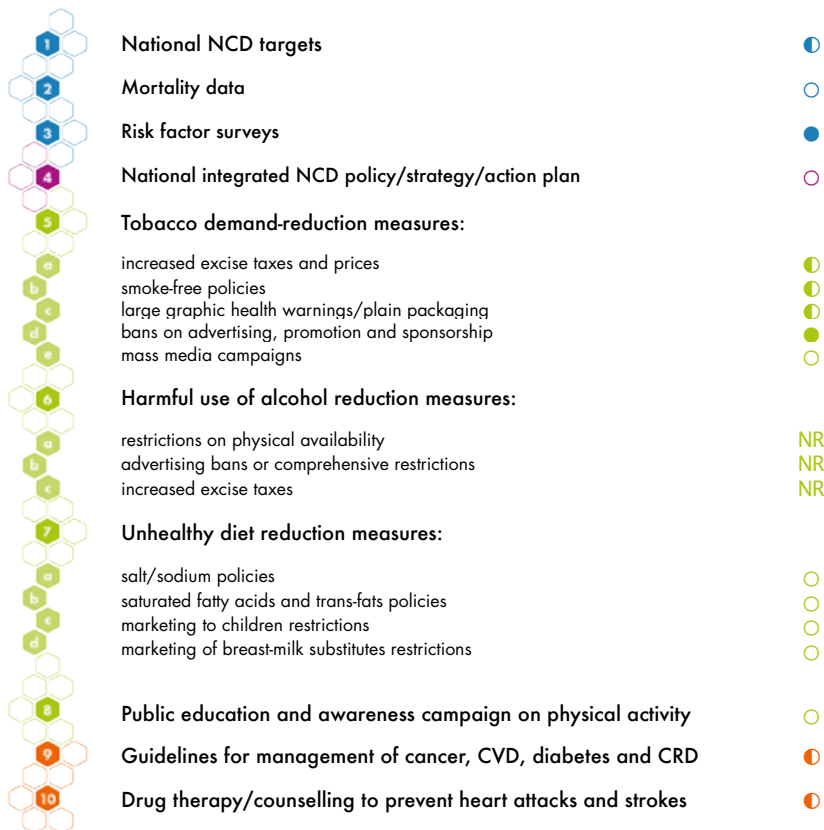 1 National NCD targets
2 Mortality data
3 Risk factor surveys
4 National integrated NCD policy/strategy/action plan
5 Tobacco demand-reduction measures:
a increased excise taxes and prices
b smoke-free policies
c large graphic health warnings/plain packaging
d bans on advertising, promotion and sponsorship
e mass media campaigns
6 Harmful use of alcohol reduction measures:
a restrictions on physical availability NR
b advertising bans or comprehensive restrictions NR
c increased excise taxes NR
7 Unhealthy diet reduction measures:
a salt/sodium policies
b saturated fatty acids and trans-fats policies
c marketing to children restrictions
d marketing of breast-milk substitutes restrictions
8 Public education and awareness campaign on physical activity
9 Guidelines for management of cancer, CVD, diabetes and CRD
10 Drug therapy/counselling to prevent heart attacks and strokes